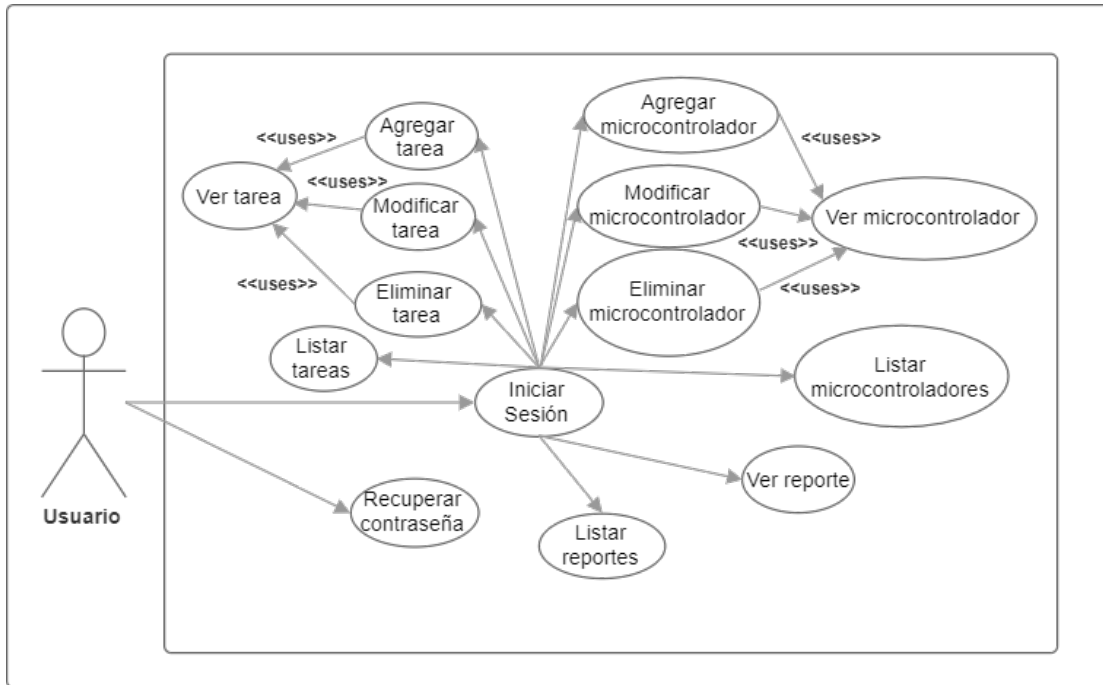 Agregar
microcontrolador
Agregar
tarea
<<uses>>
<<uses>>
Ver tarea
<<uses>>
Modificar
tarea
Modificar
microcontrolador
Ver microcontrolador
<<uses>>
<<uses>>
<<uses>>
Eliminar
tarea
Eliminar
microcontrolador
Listar
tareas
Listar
microcontroladores
Iniciar
Sesión
Ver reporte
Recuperar
contraseña
Usuario
Listar
reportes